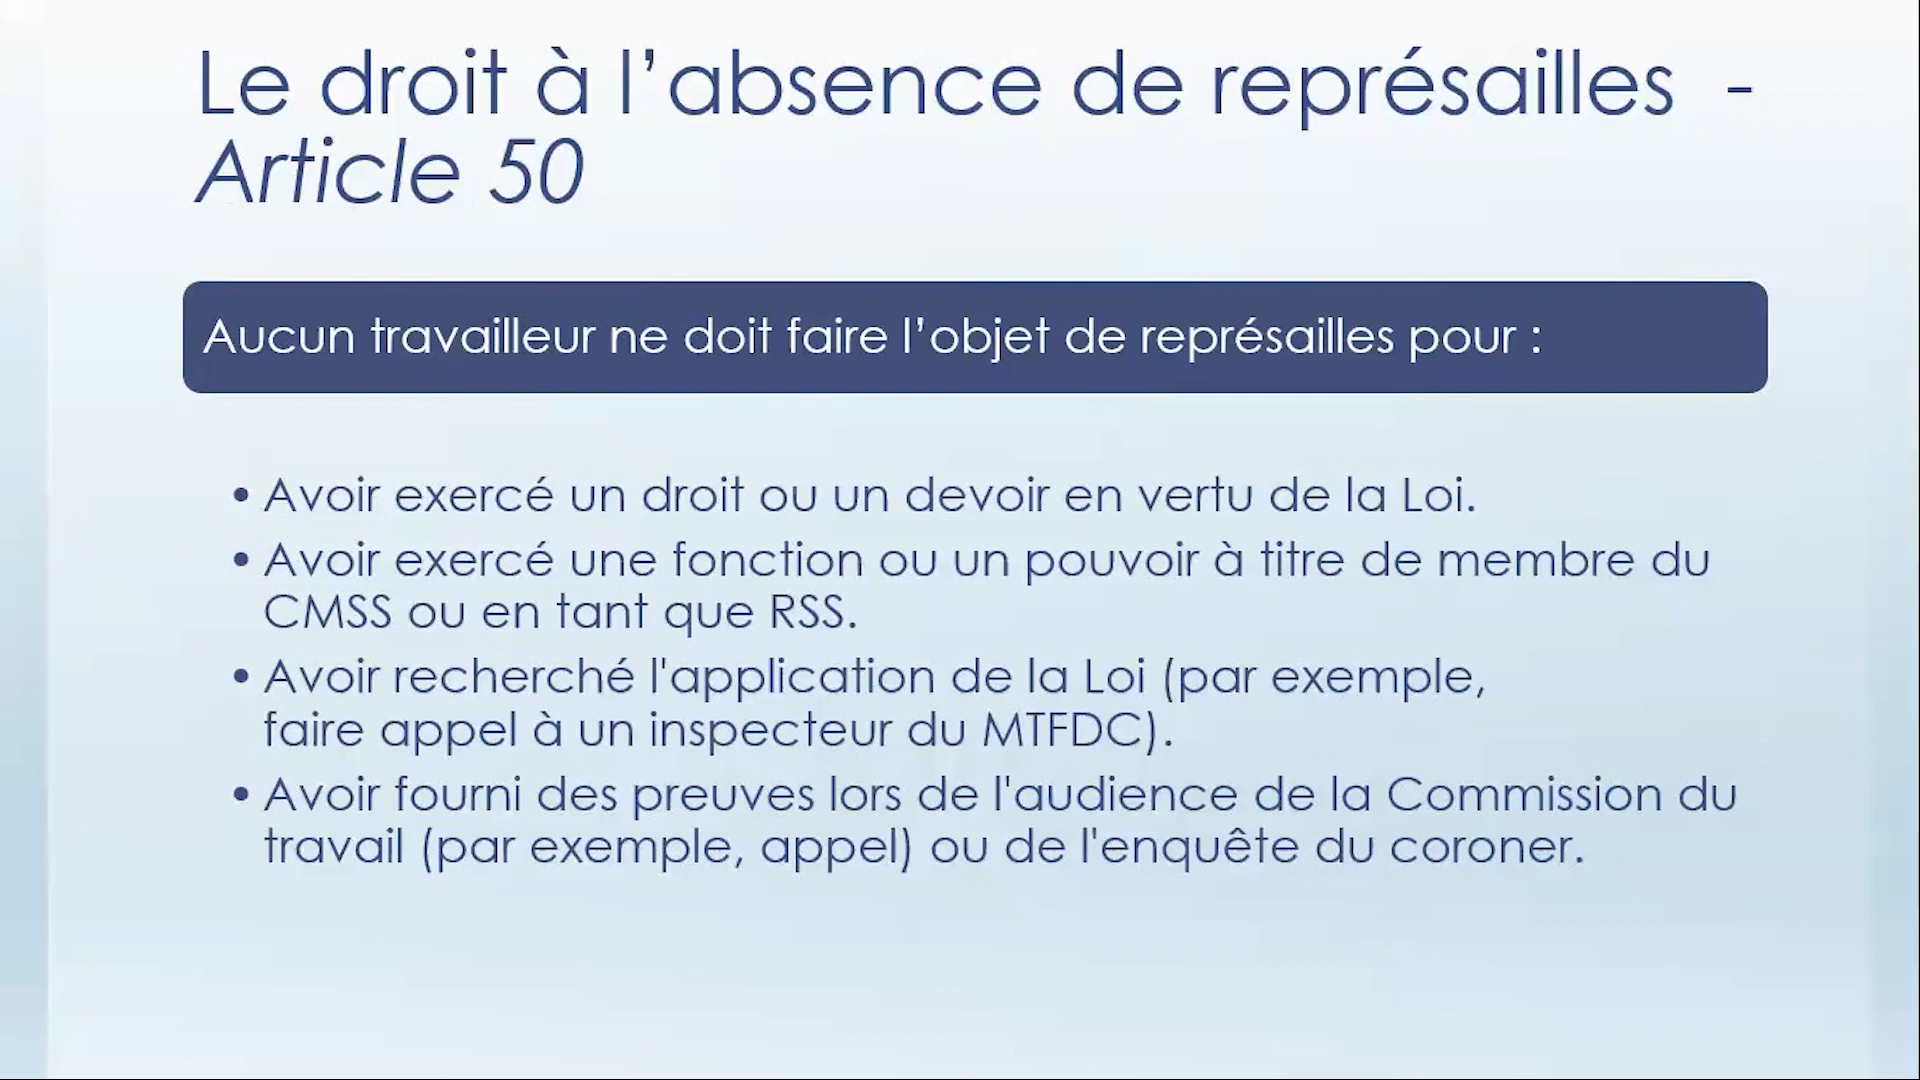 Le droit à l’absence de représailles -
Article 50
Aucun travailleur ne doit faire l’objet de représailles pour :
• Avoir exercé un droit ou un devoir en vertu de la Loi.
• Avoir exercé une fonction ou un pouvoir à titre de membre du
CMSS ou en tant que RSS.
• Avoir recherché l'application de la Loi (par exemple,
faire appel à un inspecteur du MTFDC).
• Avoir fourni des preuves lors de l'audience de la Commission du
travail (par exemple, appel) ou de l'enquête du coroner.